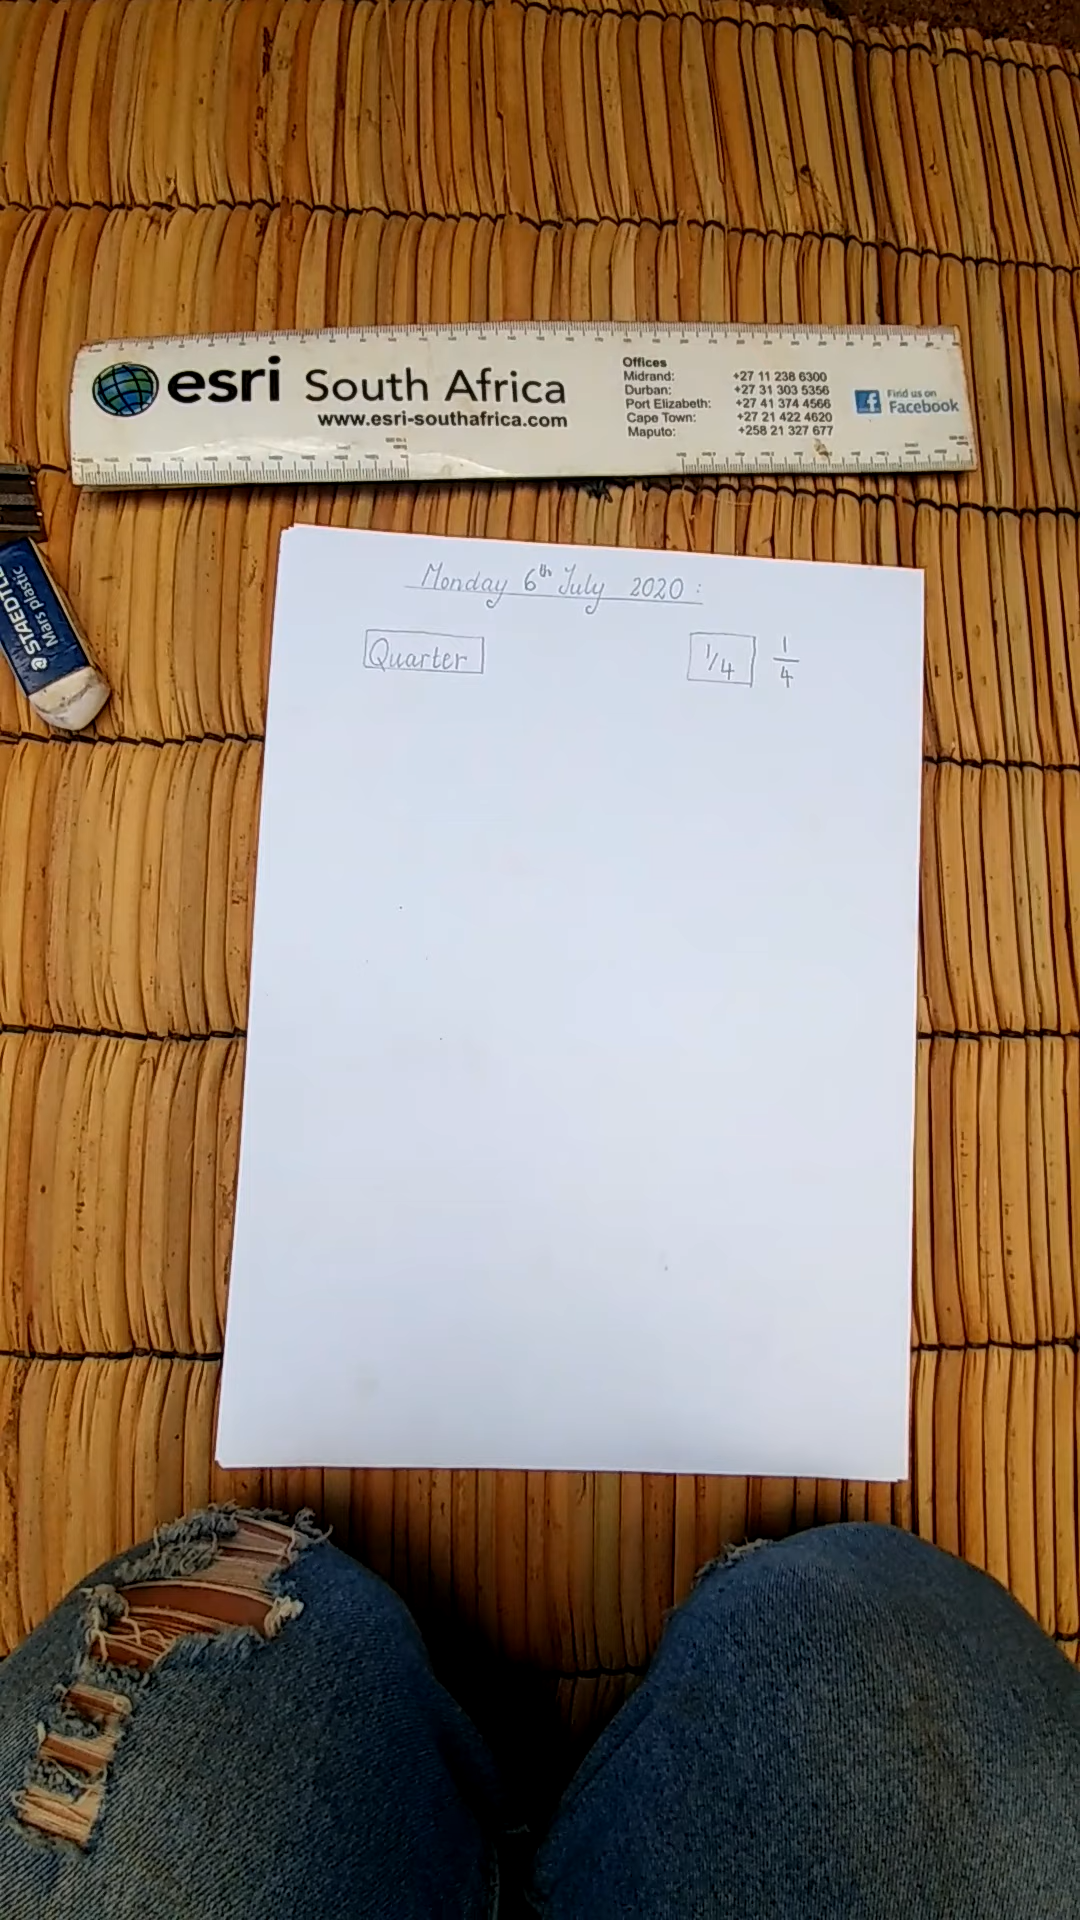 esri South Africa
www.esri-southafrica.com
Offices
Midrand: +27 11 238 6300
Durban: +27 31 303 5356
Port Elizabeth: +27 41 374 4566
Cape Town: +27 21 422 4620
Maputo: +258 21 327 677
f Find us on
Facebook
STAEDTL
Mars plastic
Monday 6th July 2020:
Quarter 1/4 1/4